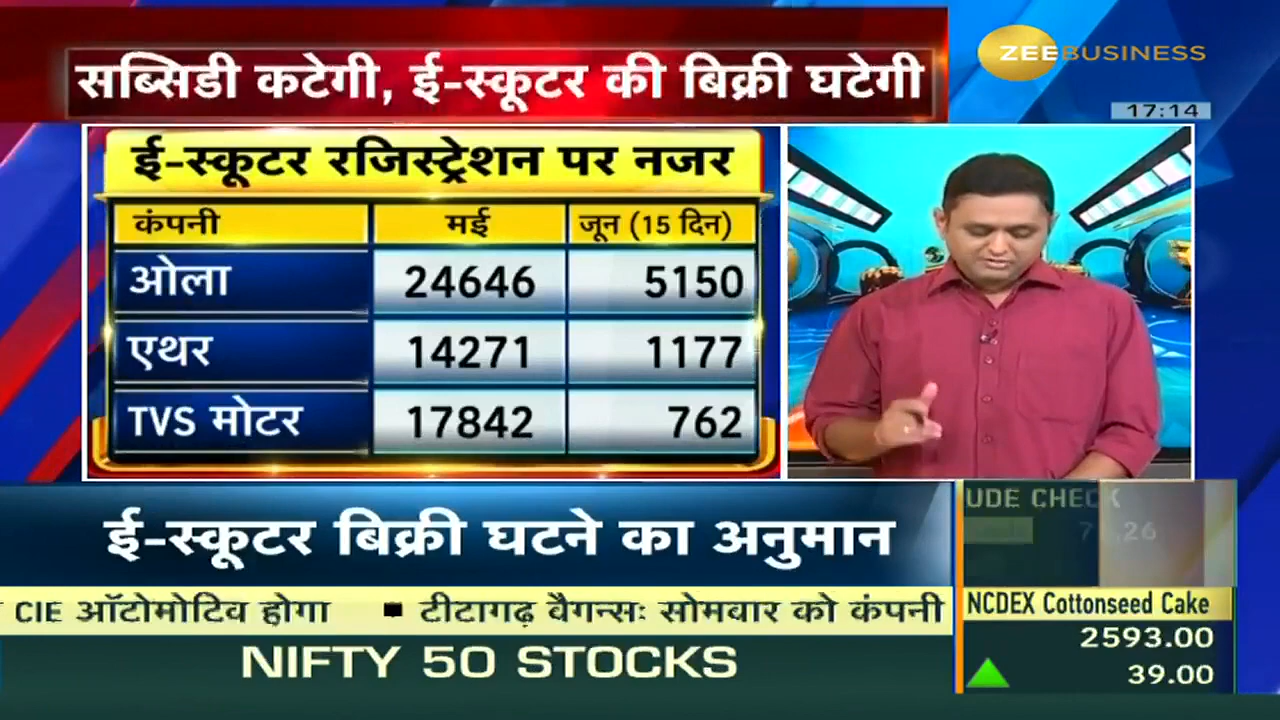 सब्सिडी कटेगी, ई-स्कूटर की बिक्री घटेगी
ZEEBUSINESS
17:14
ई-स्कूटर रजिस्ट्रेशन पर नजर
कंपनी मई जून (15 दिन)
ओला 24646 5150
एथर 14271 1177
TVS मोटर 17842 762
ई-स्कूटर बिक्री घटने का अनुमान
UDE CHECK
CIE ऑटोमोटिव होगा ■ टीटागढ़ वैगन्सः सोमवार को कंपनी
NCDEX Cottonseed Cake
2593.00
39.00
NIFTY 50 STOCKS